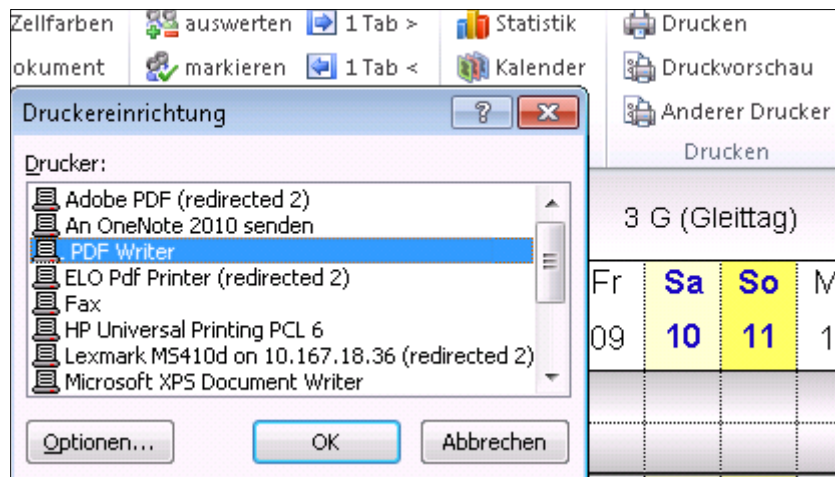 Zellfarben auswerten 1 Tab > Statistik Drucken
okument markieren 1 Tab < Kalender Druckvorschau
Anderer Drucker
Drucken
Druckereinrichtung
Drucker:
Adobe PDF (redirected 2)
An OneNote 2010 senden
. PDF Writer
ELO Pdf Printer (redirected 2)
Fax
HP Universal Printing PCL 6
Lexmark MS410d on 10.167.18.36 (redirected 2)
Microsoft XPS Document Writer
Optionen... OK Abbrechen
3 G (Gleittag)
Fr Sa So M
09 10 11 1